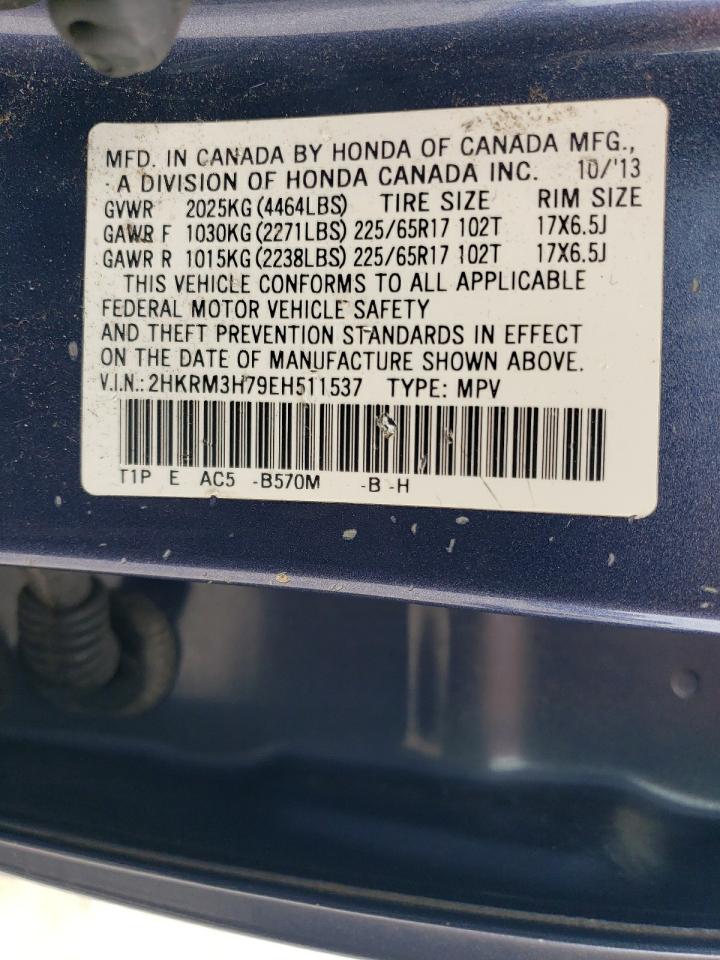 MFD. IN CANADA BY HONDA OF CANADA MFG.,
A DIVISION OF HONDA CANADA INC. 10/'13
GVWR 2025KG(4464LBS) TIRE SIZE RIM SIZE
GAWR F 1030KG(2271LBS) 225/65R17 102T 17X6.5J
GAWR R 1015KG(2238LBS) 225/65R17 102T 17X6.5J
THIS VEHICLE CONFORMS TO ALL APPLICABLE
FEDERAL MOTOR VEHICLE SAFETY
AND THEFT PREVENTION STANDARDS IN EFFECT
ON THE DATE OF MANUFACTURE SHOWN ABOVE.
V.I.N.: 2HKRM3H79EH511537 TYPE: MPV
T1P E AC5 -B570M -B -H